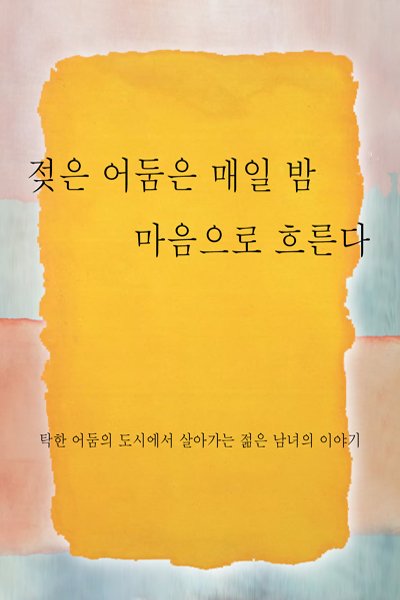 젖은 어둠은 매일 밤
마음으로 흐른다
탁한 어둠의 도시에서 살아가는 젊은 남녀의 이야기